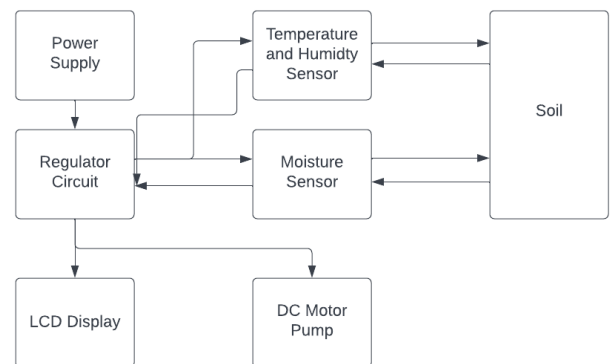 Power
Supply
Temperature
and Humidty
Sensor
Soil
Regulator
Circuit
Moisture
Sensor
LCD Display
DC Motor
Pump